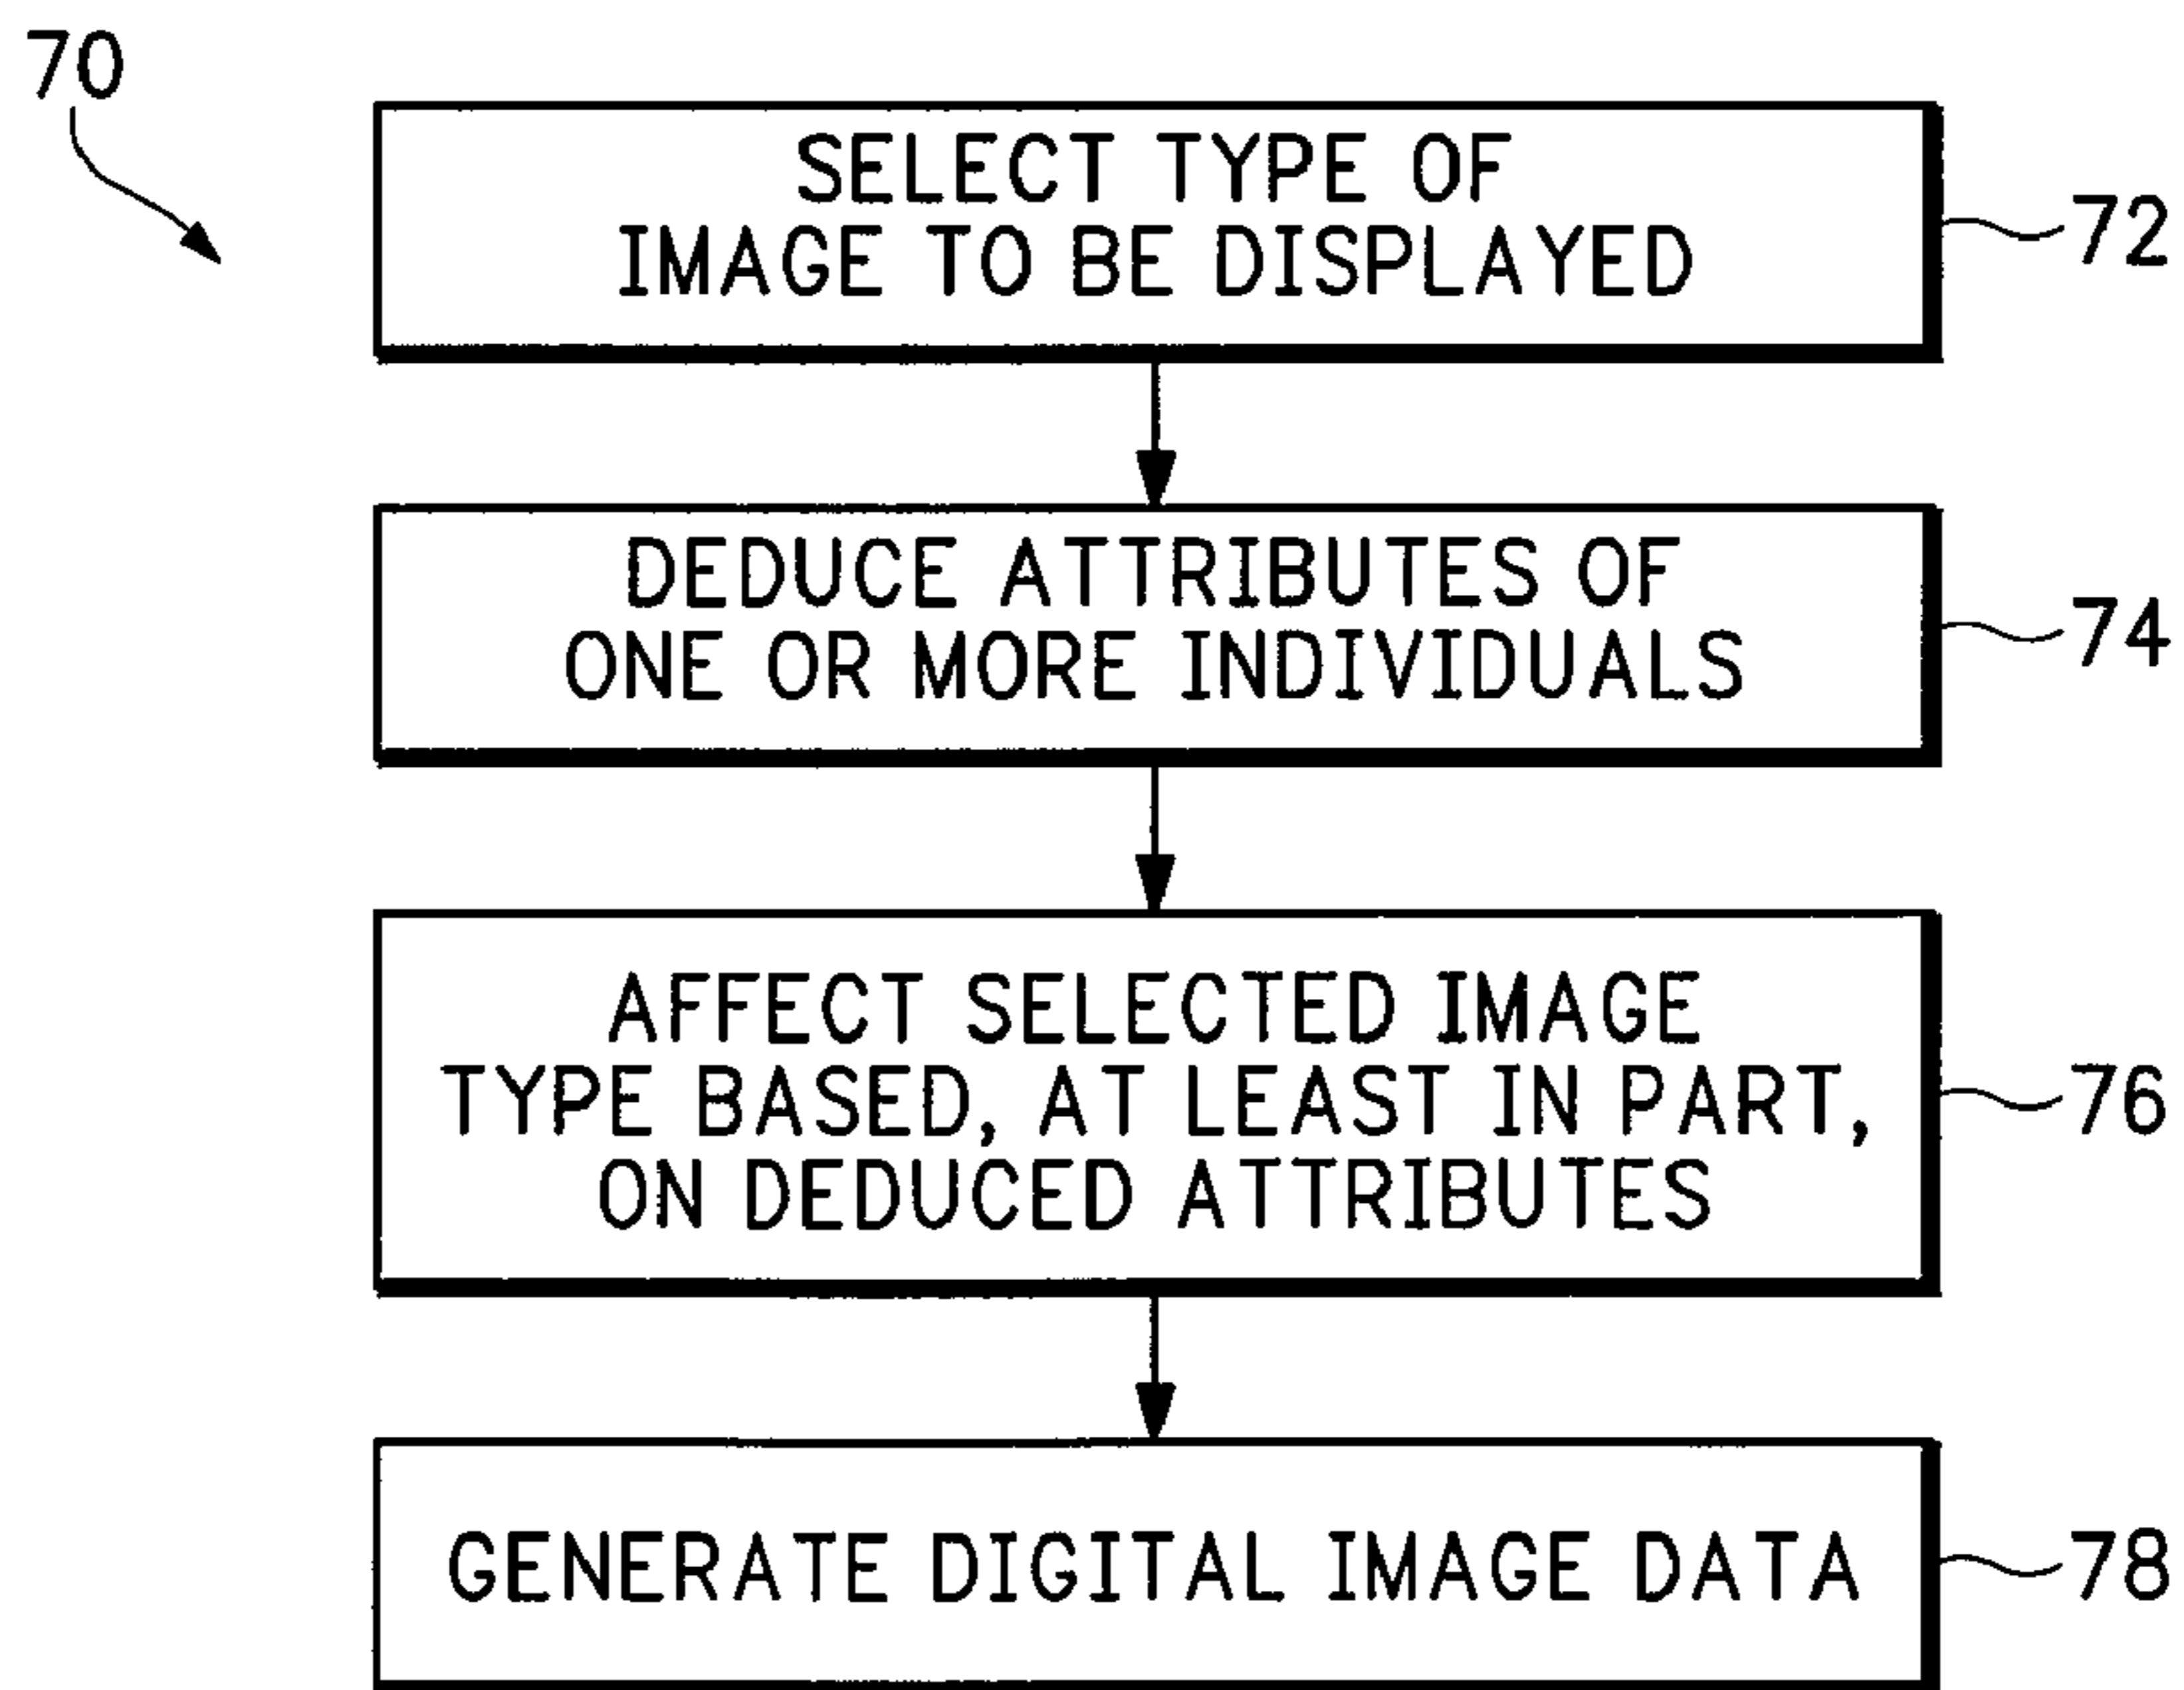 70
SELECT TYPE OF
IMAGE TO BE DISPLAYED
72
DEDUCE ATTRIBUTES OF
ONE OR MORE INDIVIDUALS
74
AFFECT SELECTED IMAGE
TYPE BASED, AT LEAST IN PART,
ON DEDUCED ATTRIBUTES
76
GENERATE DIGITAL IMAGE DATA
78